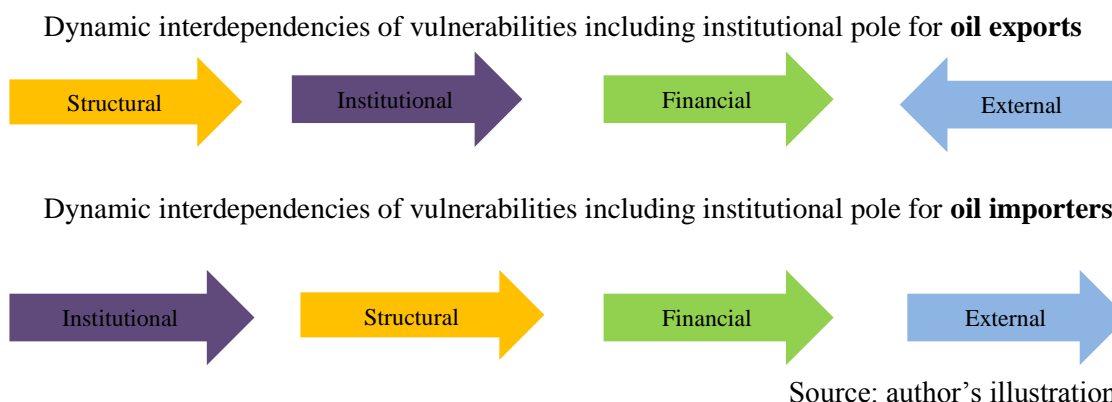 Dynamic interdependencies of vulnerabilities including institutional pole for oil exports
Structural Institutional Financial External
Dynamic interdependencies of vulnerabilities including institutional pole for oil importers
Institutional Structural Financial External
Source: author's illustration